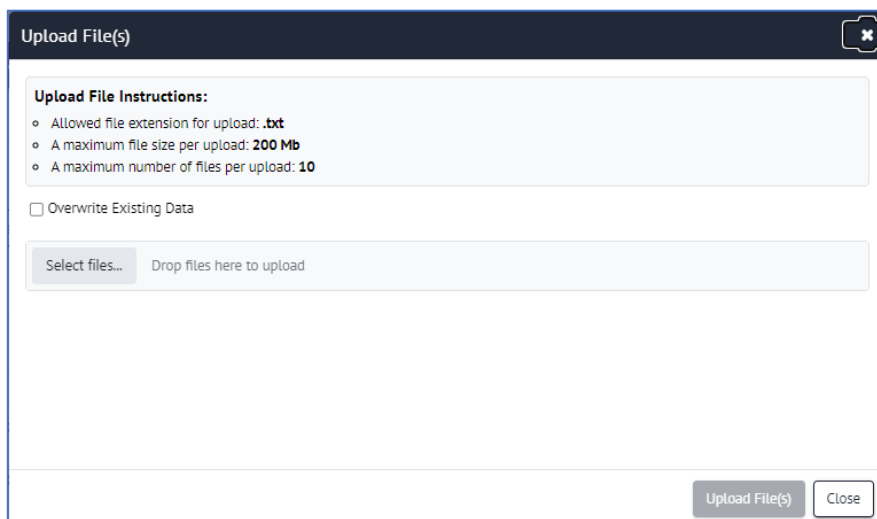 Upload File(s)
Upload File Instructions:
Allowed file extension for upload: .txt
A maximum file size per upload: 200 Mb
A maximum number of files per upload: 10
Overwrite Existing Data
Select files... Drop files here to upload
Upload File(s) Close